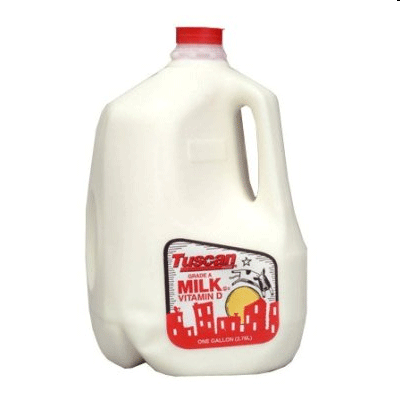 Tuscan
GRADE A
MILK
VITAMIN D
ONE GALLON (3.78L)